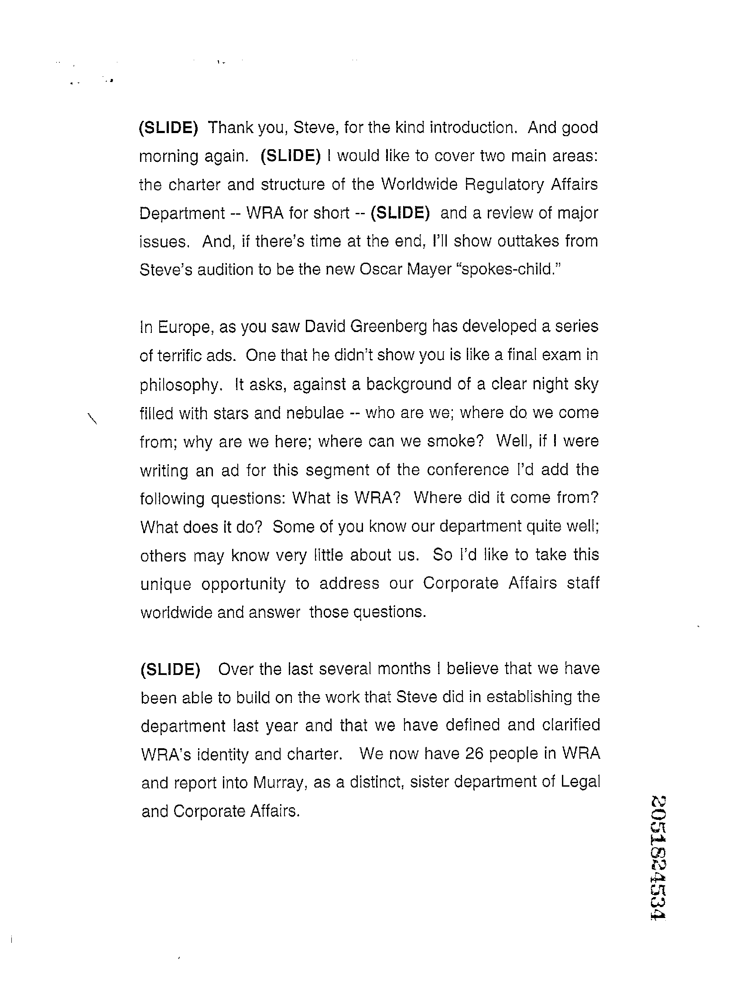 (SLIDE) Thank you, Steve, for the kind introduction. And good
morning again. (SLIDE) I would like to cover two main areas:
the charter and structure of the Worldwide Regulatory Affairs
Department -- WRA for short -- (SLIDE) and a review of major
issues. And, if there's time at the end, I'll show outtakes from
Steve's audition to be the new Oscar Mayer “spokes-child.”
In Europe, as you saw David Greenberg has developed a series
of terrific ads. One that he didn't show you is like a final exam in
philosophy. It asks, against a background of a clear night sky
filled with stars and nebulae -- who are we; where do we come
from; why are we here; where can we smoke? Well, if I were
writing an ad for this segment of the conference I'd add the
following questions: What is WRA? Where did it come from?
What does it do? Some of you know our department quite well;
others may know very little about us. So I'd like to take this
unique opportunity to address our Corporate Affairs staff
worldwide and answer those questions.
(SLIDE) Over the last several months I believe that we have
been able to build on the work that Steve did in establishing the
department last year and that we have defined and clarified
WRA's identity and charter. We now have 26 people in WRA
and report into Murray, as a distinct, sister department of Legal
and Corporate Affairs.
2051824534